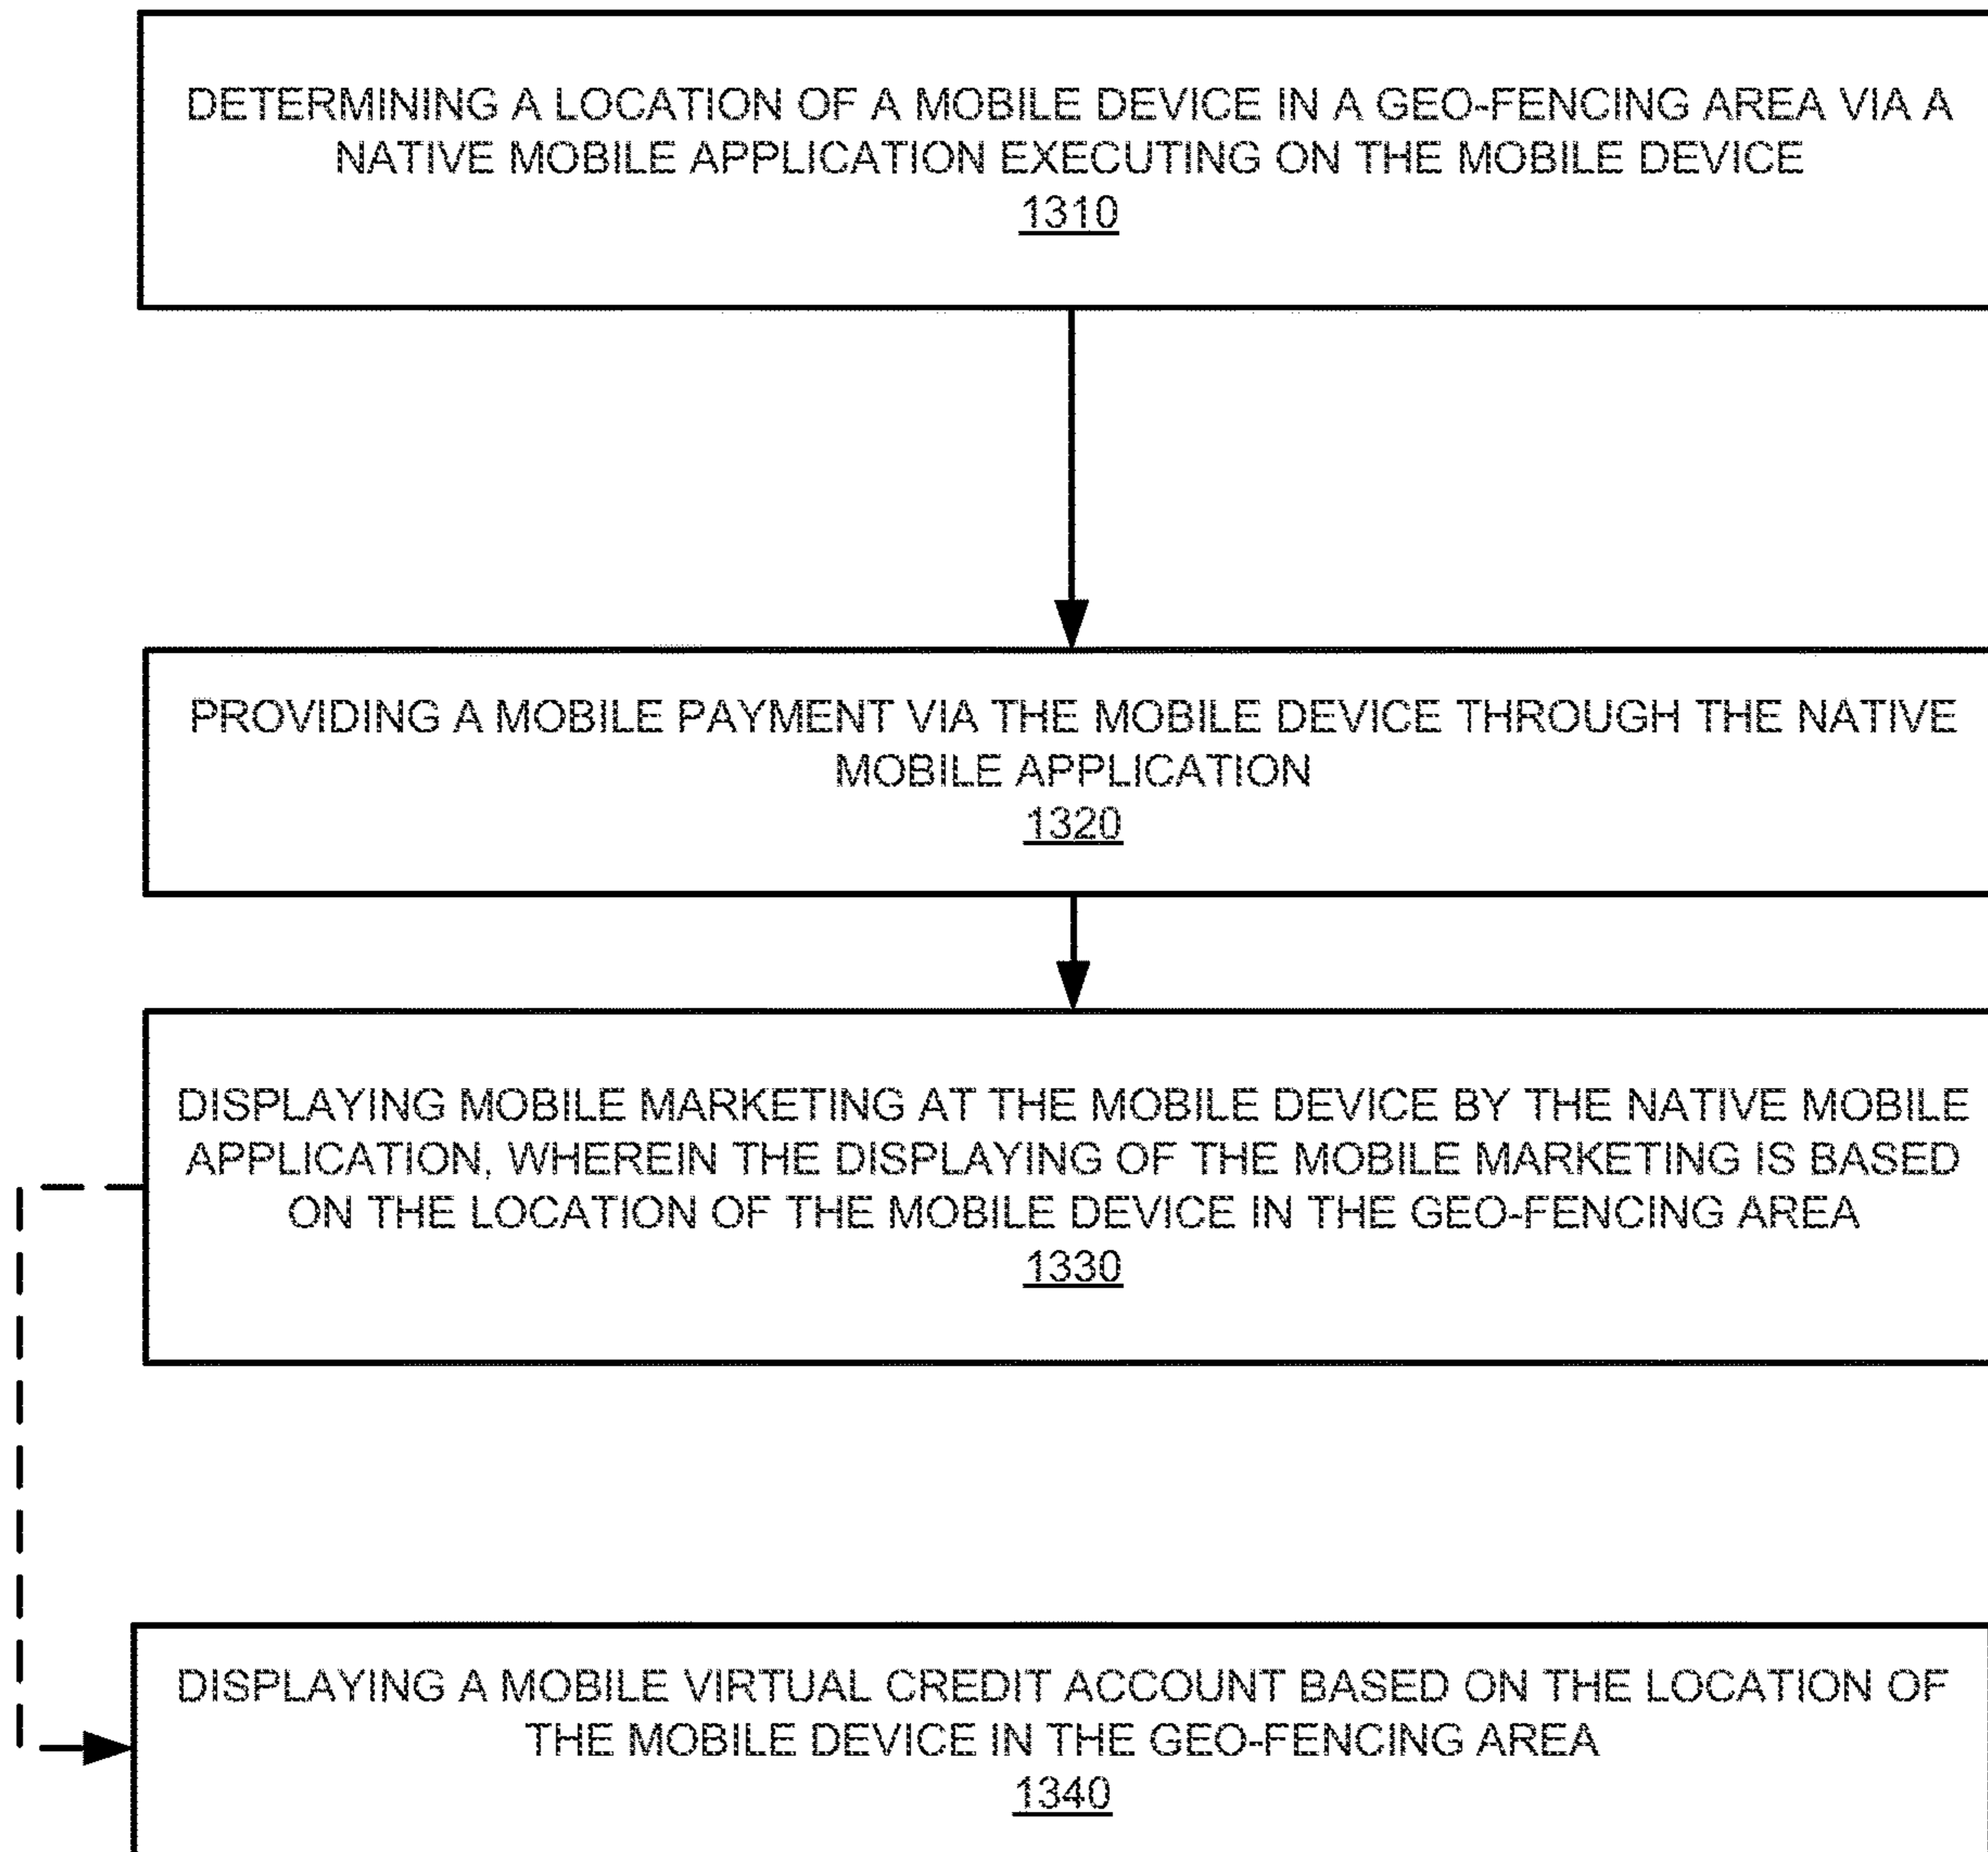 DETERMINING A LOCATION OF A MOBILE DEVICE IN A GEO-FENCING AREA VIA A
NATIVE MOBILE APPLICATION EXECUTING ON THE MOBILE DEVICE
1310
PROVIDING A MOBILE PAYMENT VIA THE MOBILE DEVICE THROUGH THE NATIVE
MOBILE APPLICATION
1320
DISPLAYING MOBILE MARKETING AT THE MOBILE DEVICE BY THE NATIVE MOBILE
APPLICATION, WHEREIN THE DISPLAYING OF THE MOBILE MARKETING IS BASED
ON THE LOCATION OF THE MOBILE DEVICE IN THE GEO-FENCING AREA
1330
DISPLAYING A MOBILE VIRTUAL CREDIT ACCOUNT BASED ON THE LOCATION OF
THE MOBILE DEVICE IN THE GEO-FENCING AREA
1340